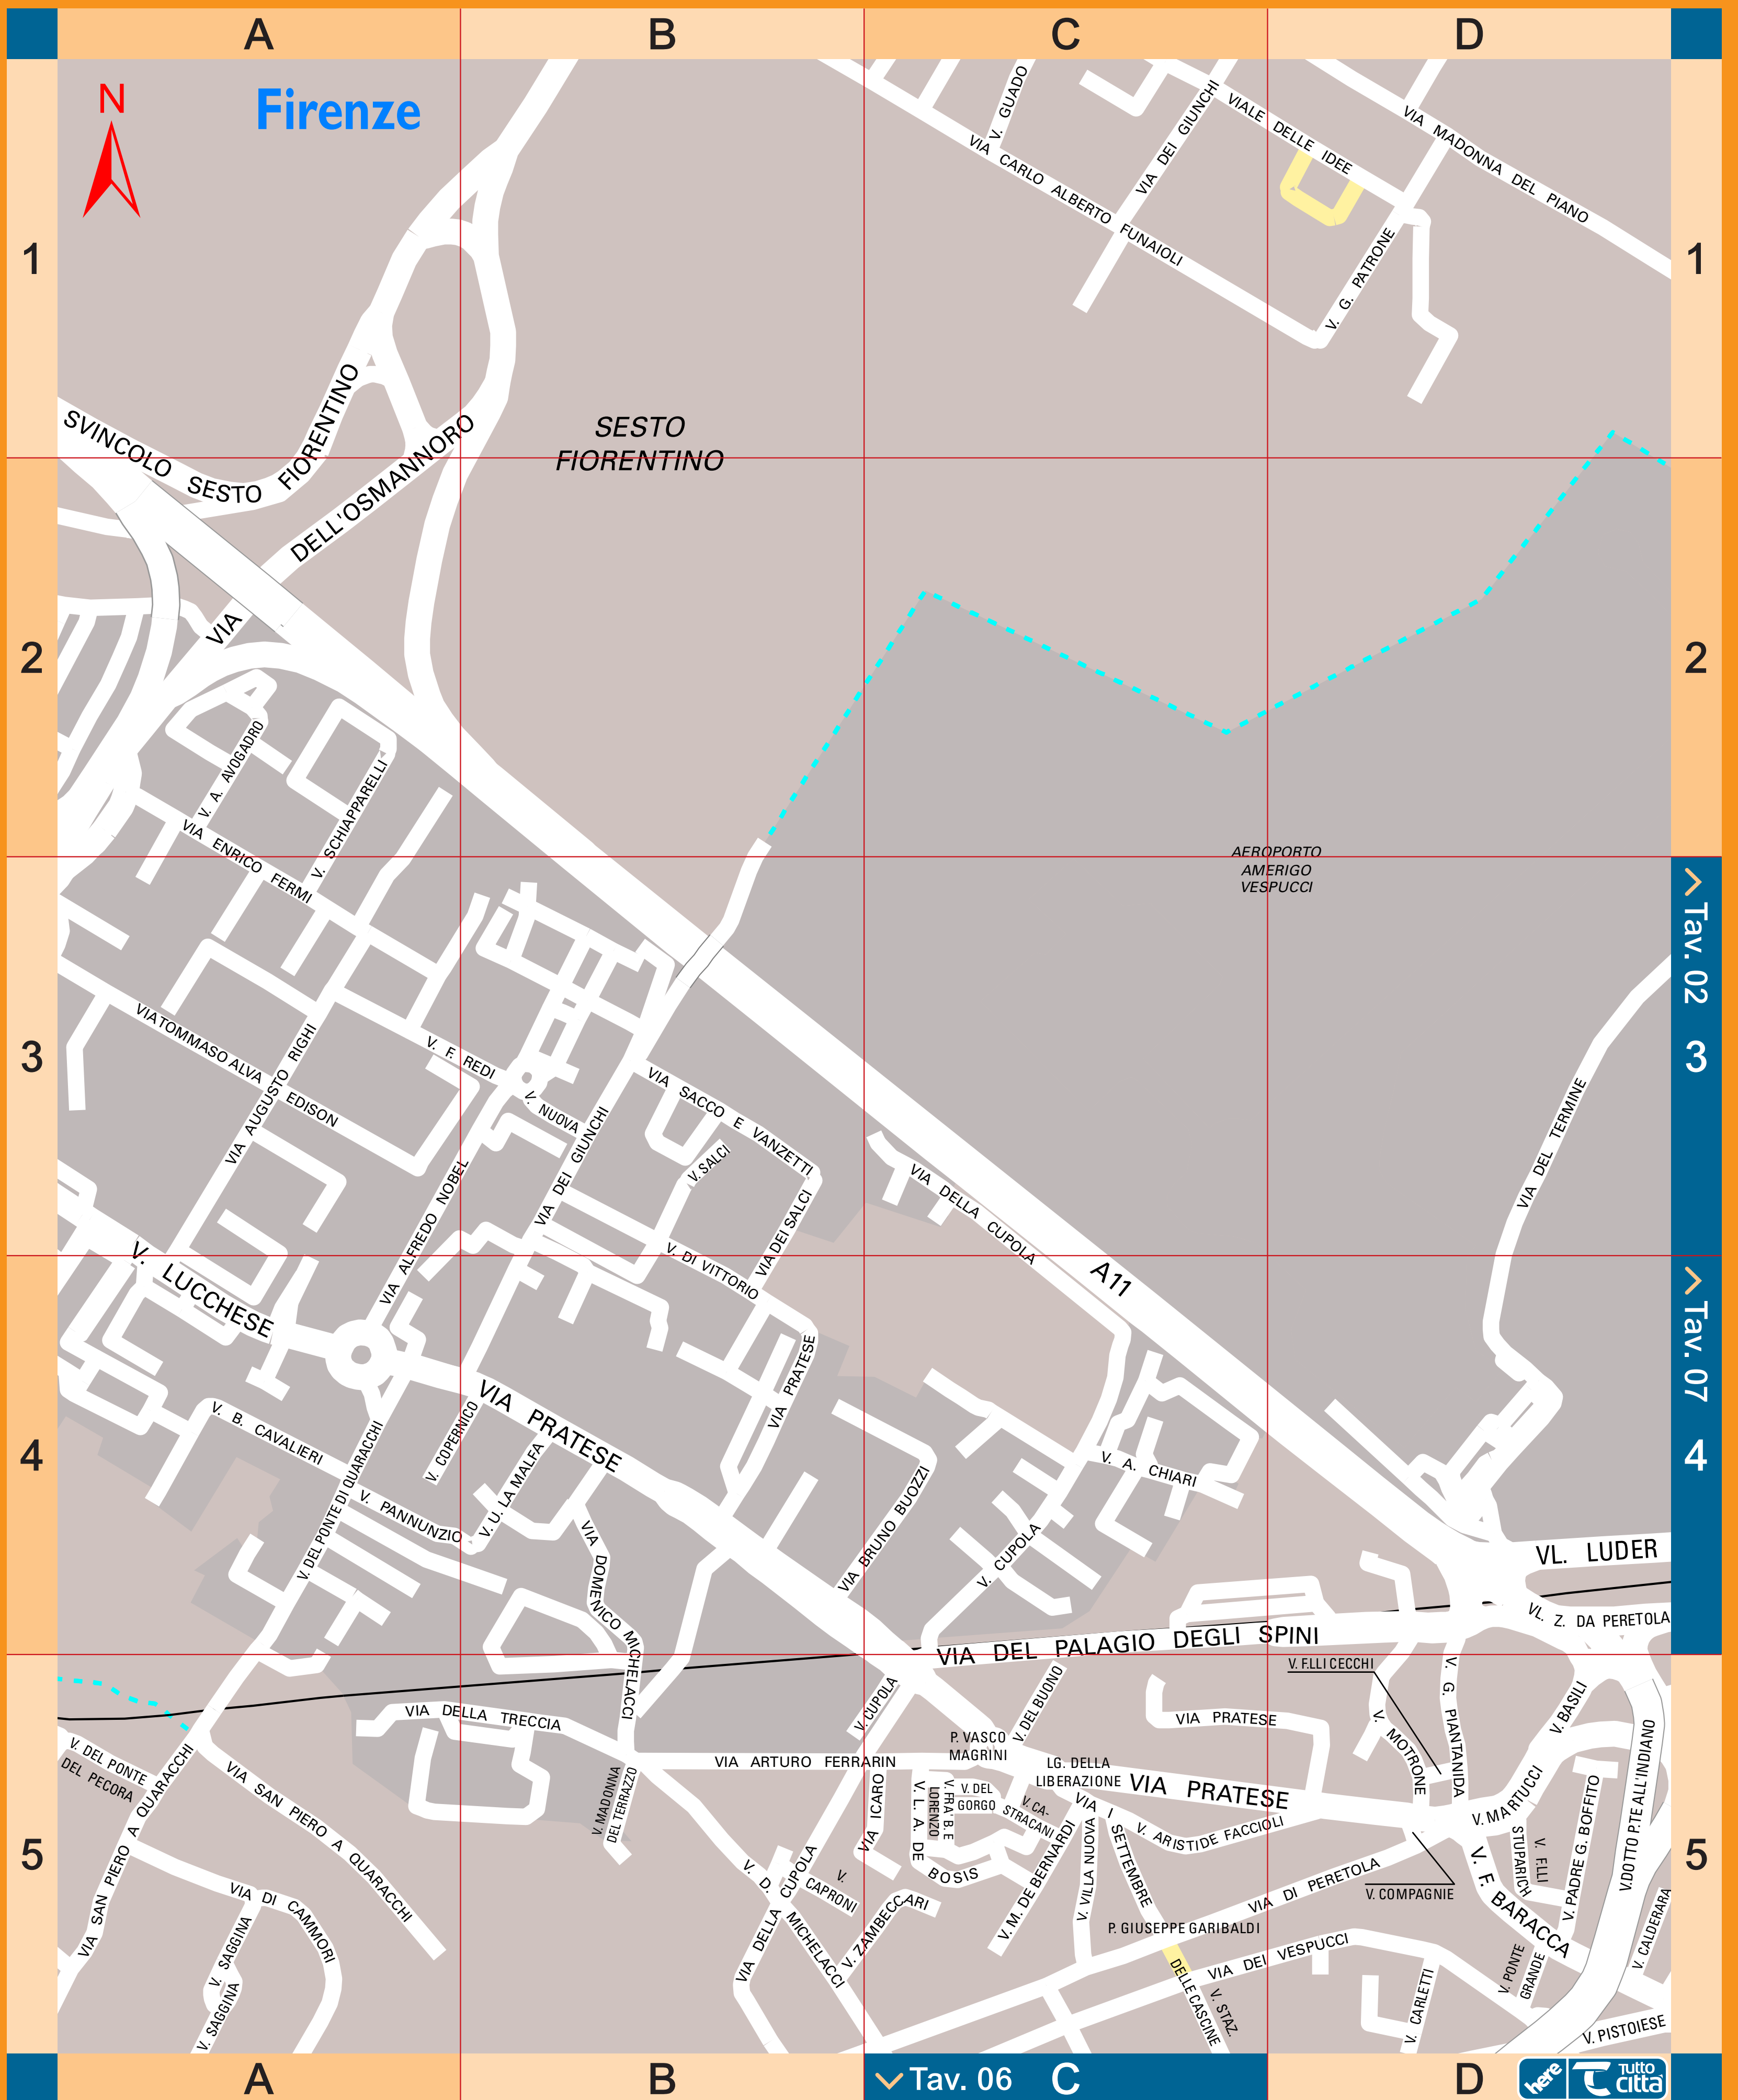 A B C D
N
Firenze
V. GUADO
VIA CARLO ALBERTO FUNAIOLI
VIA DEI GIUNCHI
VIALE DELLE IDEE
VIA MADONNA DEL PIANO
V. G. PATRONE
1
1
SVINCOLO SESTO FIORENTINO
VIA DELL'OSMANNORO
SESTO
FIORENTINO
2
2
V. A. AVOGADRO
V. SCHIAPPARELLI
VIA ENRICO FERMI
AEROPORTO
AMERIGO
VESPUCCI
Tav. 02
3
3
VIA TOMMASO ALVA EDISON
VIA AUGUSTO RIGHI
V. F. REDI
V. NUOVA
VIA ALFREDO NOBEL
VIA DEI GIUNCHI
VIA SACCO E VANZETTI
V. SALCI
VIA DEI SALCI
V. DI VITTORIO
VIA DELLA CUPOLA
A11
VIA DEL TERMINE
V. LUCCHESE
Tav. 07
4
4
V. B. CAVALIERI
V. DEL PONTE DI QUARACCHI
V. COPERNICO
V. PANNUNZIO
V. U. LA MALFA
VIA PRATESE
VIA PRATESE
VIA DOMENICO MICHELACCI
VIA BRUNO BUOZZI
V. CUPOLA
V. A. CHIARI
VL. LUDER
VL. Z. DA PERETOLA
VIA DEL PALAGIO DEGLI SPINI
V. F.LLI CECCHI
V. DEL PONTE
DEL PECORA
VIA SAN PIERO A QUARACCHI
VIA SAN PIERO A QUARACCHI
VIA DELLA TRECCIA
V. CUPOLA
VIA ARTURO FERRARIN
V. MADONNA
DEL TERRAZZO
P. VASCO
MAGRINI
V. DEL BUONO
LG. DELLA
LIBERAZIONE
VIA PRATESE
VIA PRATESE
V. MOTRONE
V. G. PIANTANIDA
V. BASILI
V. MARTUCCI
V. DOTTO P.TE ALL'INDIANO
5
5
VIA DI CAMMORI
V. SAGGINA
V. SAGGINA
V. D. MICHELACCI
VIA DELLA CUPOLA
V.
CAPRONI
VIA ICARO
V. ZAMBECCARI
V. L. A. DE BOSIS
V. FRA' B. E
LORENZO
V. DEL
GORGO
V. CA-
STRACANI
V. M. DE BERNARDI
V. VILLA NUOVA
VIA I SETTEMBRE
V. ARISTIDE FACCIOLI
VIA DI PERETOLA
V. COMPAGNIE
P. GIUSEPPE GARIBALDI
VIA DEI VESPUCCI
V. STAZ.
DELLE CASCINE
V. F.LLI
STUPARICH
V. PADRE G. BOFFITO
V. F. BARACCA
V. PONTE
GRANDE
V. CALDERARA
V. CARLETTI
V. PISTOIESE
A B Tav. 06 C D
here
TUTTO
città